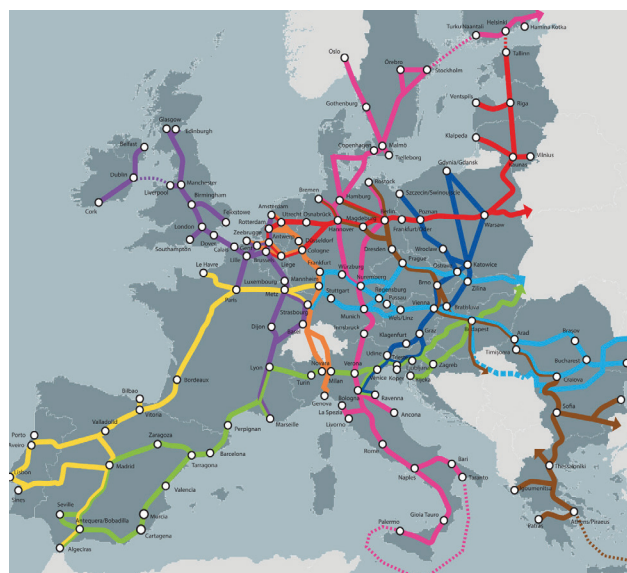 Turku/Naantali
Helsinki
Hamina Kotka
Oslo
Örebro
Stockholm
Tallinn
Ventspils
Riga
Gothenburg
Glasgow
Edinburgh
Klaipeda
Belfast
Copenhagen
Malmö
Trelleborg
Kaunas
Vilnius
Dublin
Gdynia/Gdansk
Liverpool
Manchester
Bremen
Rostock
Szczecin/Swinoujscie
Cork
Birmingham
Hamburg
Amsterdam
Felixstowe
Utrecht
Osnabrück
Magdeburg
Berlin
Poznan
Rotterdam
London
Zeebrugge
Antwerp
Hannover
Frankfurt/Oder
Warsaw
Southampton
Dover
Calais
Düsseldorf
Cologne
Dresden
Wroclaw
Lille
Brussels
Liege
Frankfurt
Prague
Ostrava
Katowice
Le Havre
Luxembourg
Mannheim
Würzburg
Nuremberg
Brno
Zilina
Paris
Metz
Stuttgart
Regensburg
Passau
Strasbourg
Munich
Wels/Linz
Vienna
Bratislava
Dijon
Basel
Innsbruck
Klagenfurt
Graz
Budapest
Arad
Brasov
Timisoara
Bucharest
Lyon
Novara
Verona
Udine
Trieste
Ljubljana
Zagreb
Turin
Milan
Venice
Koper
Rijeka
Craiova
Bordeaux
Genova
Bologna
Ravenna
Bilbao
La Spezia
Ancona
Vitoria
Marseille
Livorno
Sofia
Perpignan
Valladolid
Porto
Zaragoza
Rome
Aveiro
Barcelona
Bari
Madrid
Tarragona
Thessaloniki
Lisbon
Naples
Taranto
Valencia
Igoumenitsa
Sines
Seville
Murcia
Palermo
Gioia Tauro
Patras
Athens/Piraeus
Antequera/Bobadilla
Cartagena
Algeciras